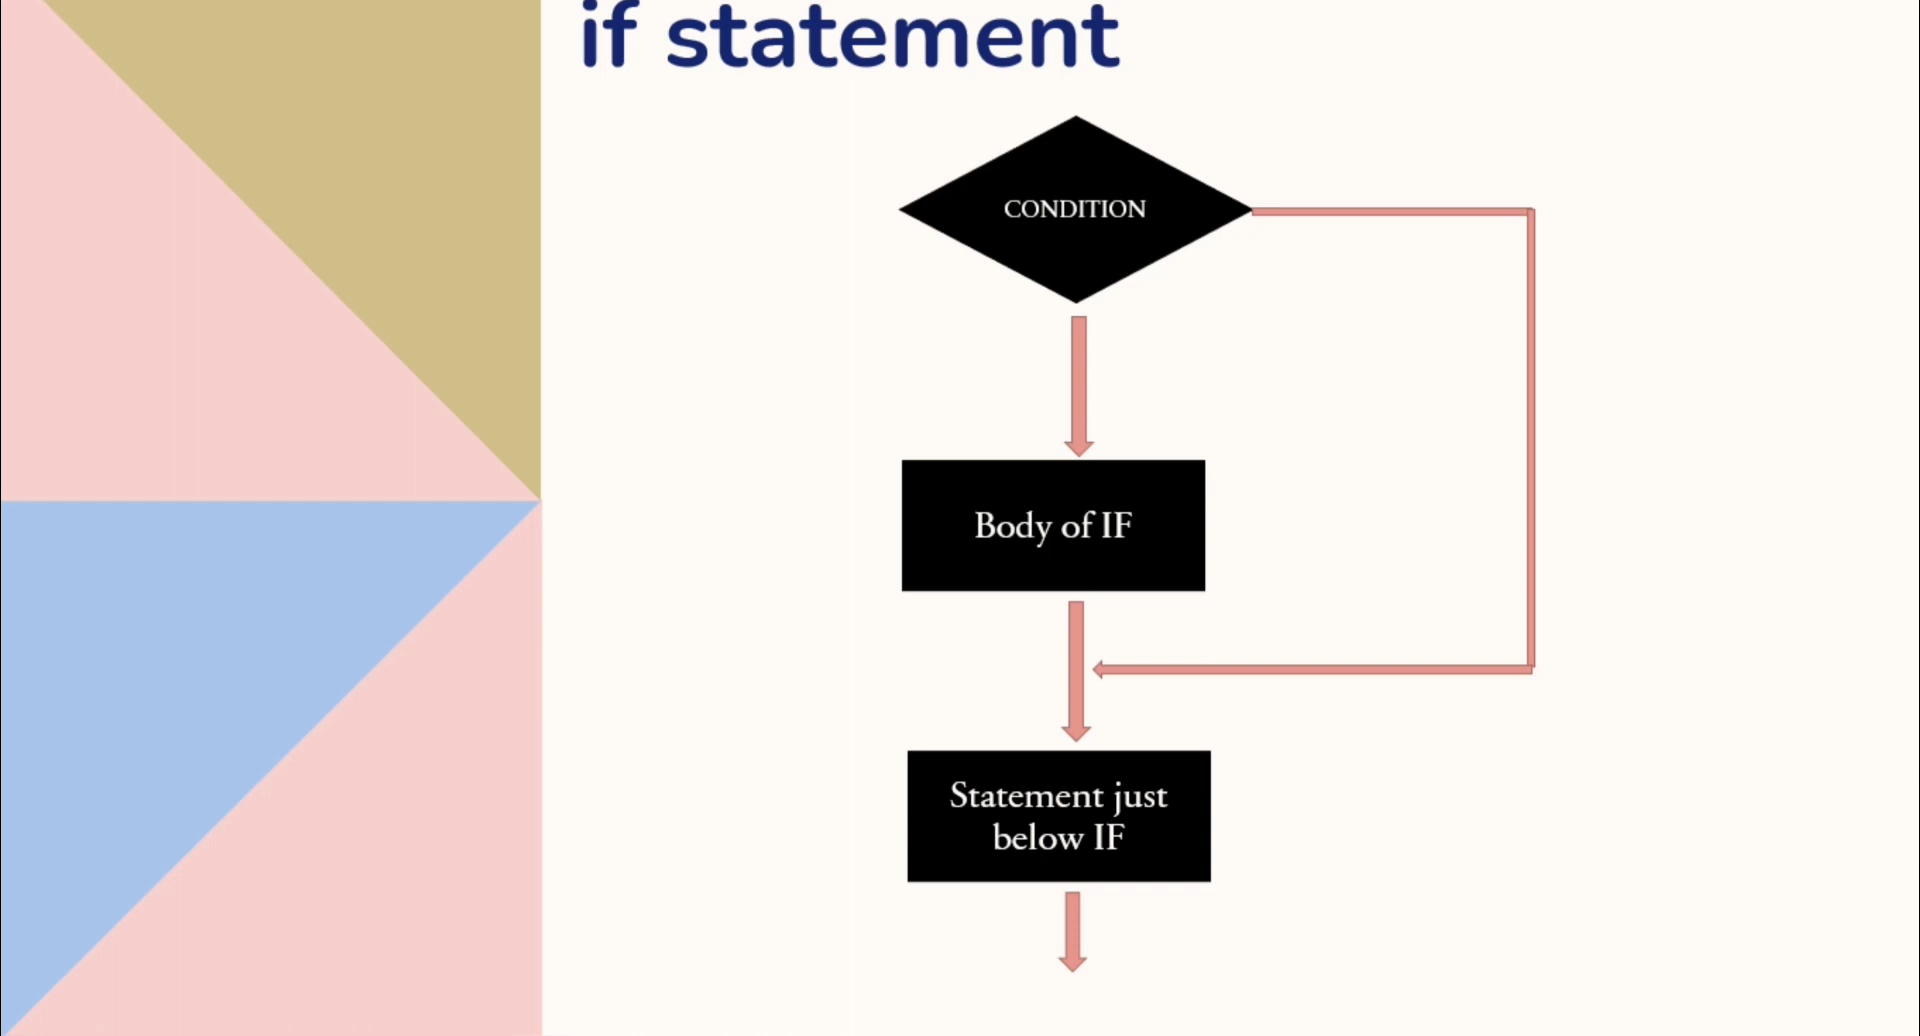 if statement
CONDITION
Body of IF
Statement just
below IF